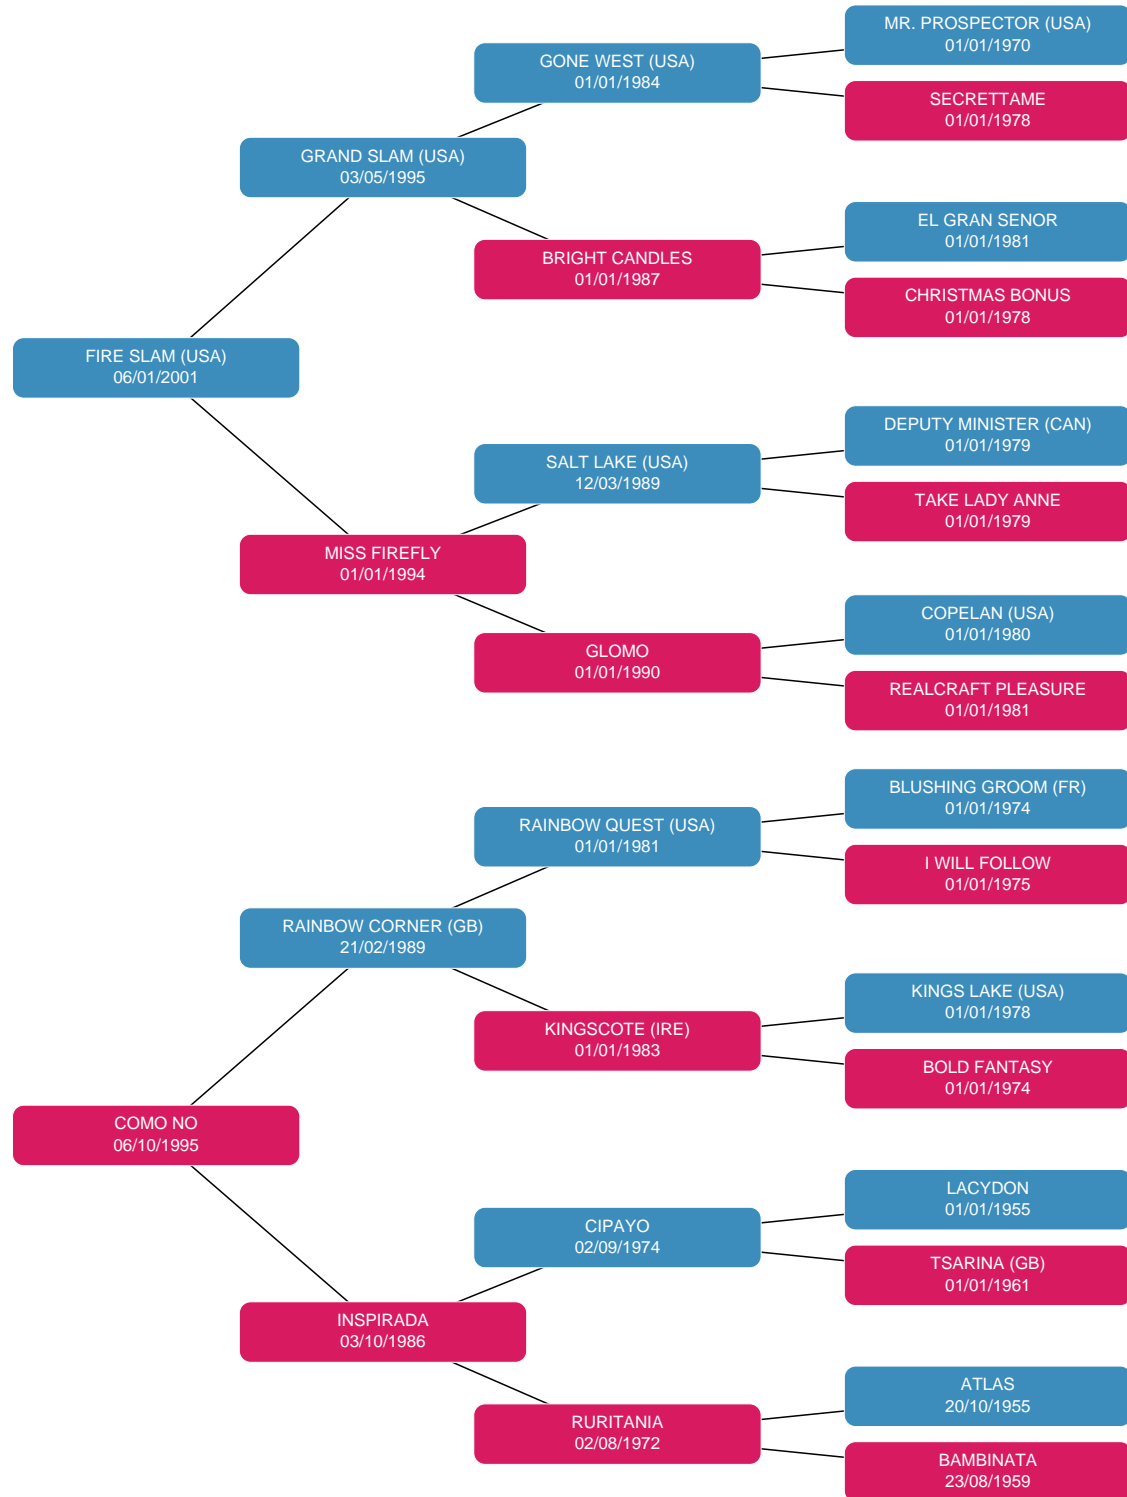 MR. PROSPECTOR (USA)
01/01/1970
GONE WEST (USA)
01/01/1984
SECRETTAME
01/01/1978
GRAND SLAM (USA)
03/05/1995
EL GRAN SENOR
01/01/1981
BRIGHT CANDLES
01/01/1987
CHRISTMAS BONUS
01/01/1978
FIRE SLAM (USA)
06/01/2001
DEPUTY MINISTER (CAN)
01/01/1979
SALT LAKE (USA)
12/03/1989
TAKE LADY ANNE
01/01/1979
MISS FIREFLY
01/01/1994
COPELAN (USA)
01/01/1980
GLOMO
01/01/1990
REALCRAFT PLEASURE
01/01/1981
BLUSHING GROOM (FR)
01/01/1974
RAINBOW QUEST (USA)
01/01/1981
I WILL FOLLOW
01/01/1975
RAINBOW CORNER (GB)
21/02/1989
KINGS LAKE (USA)
01/01/1978
KINGSCOTE (IRE)
01/01/1983
BOLD FANTASY
01/01/1974
COMO NO
06/10/1995
LACYDON
01/01/1955
CIPAYO
02/09/1974
TSARINA (GB)
01/01/1961
INSPIRADA
03/10/1986
ATLAS
20/10/1955
RURITANIA
02/08/1972
BAMBINATA
23/08/1959